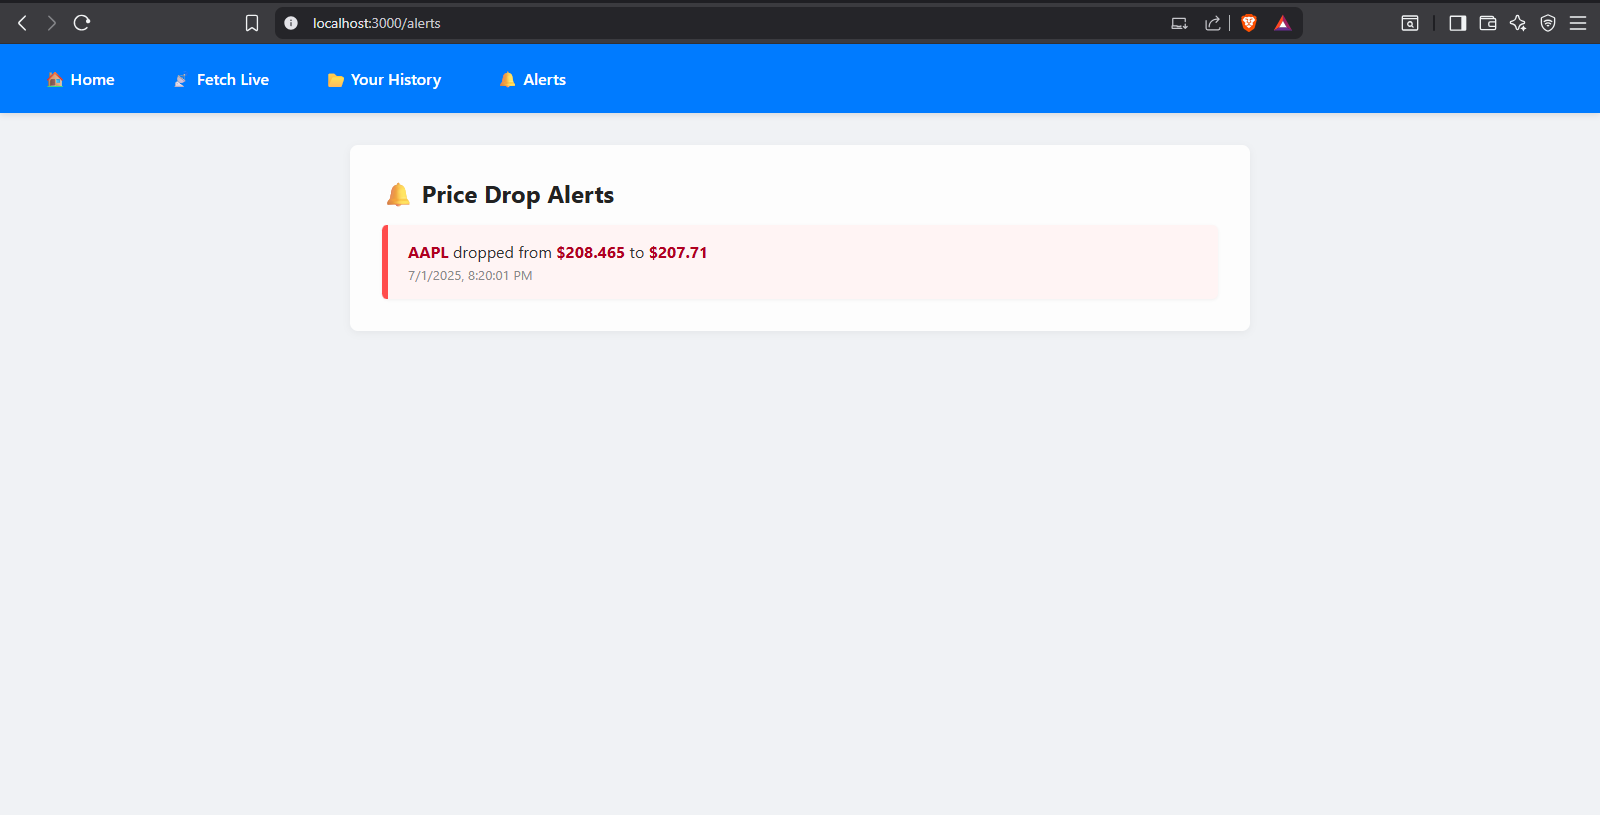 localhost:3000/alerts
Home Fetch Live Your History Alerts
Price Drop Alerts
AAPL dropped from $208.465 to $207.71
7/1/2025, 8:20:01 PM